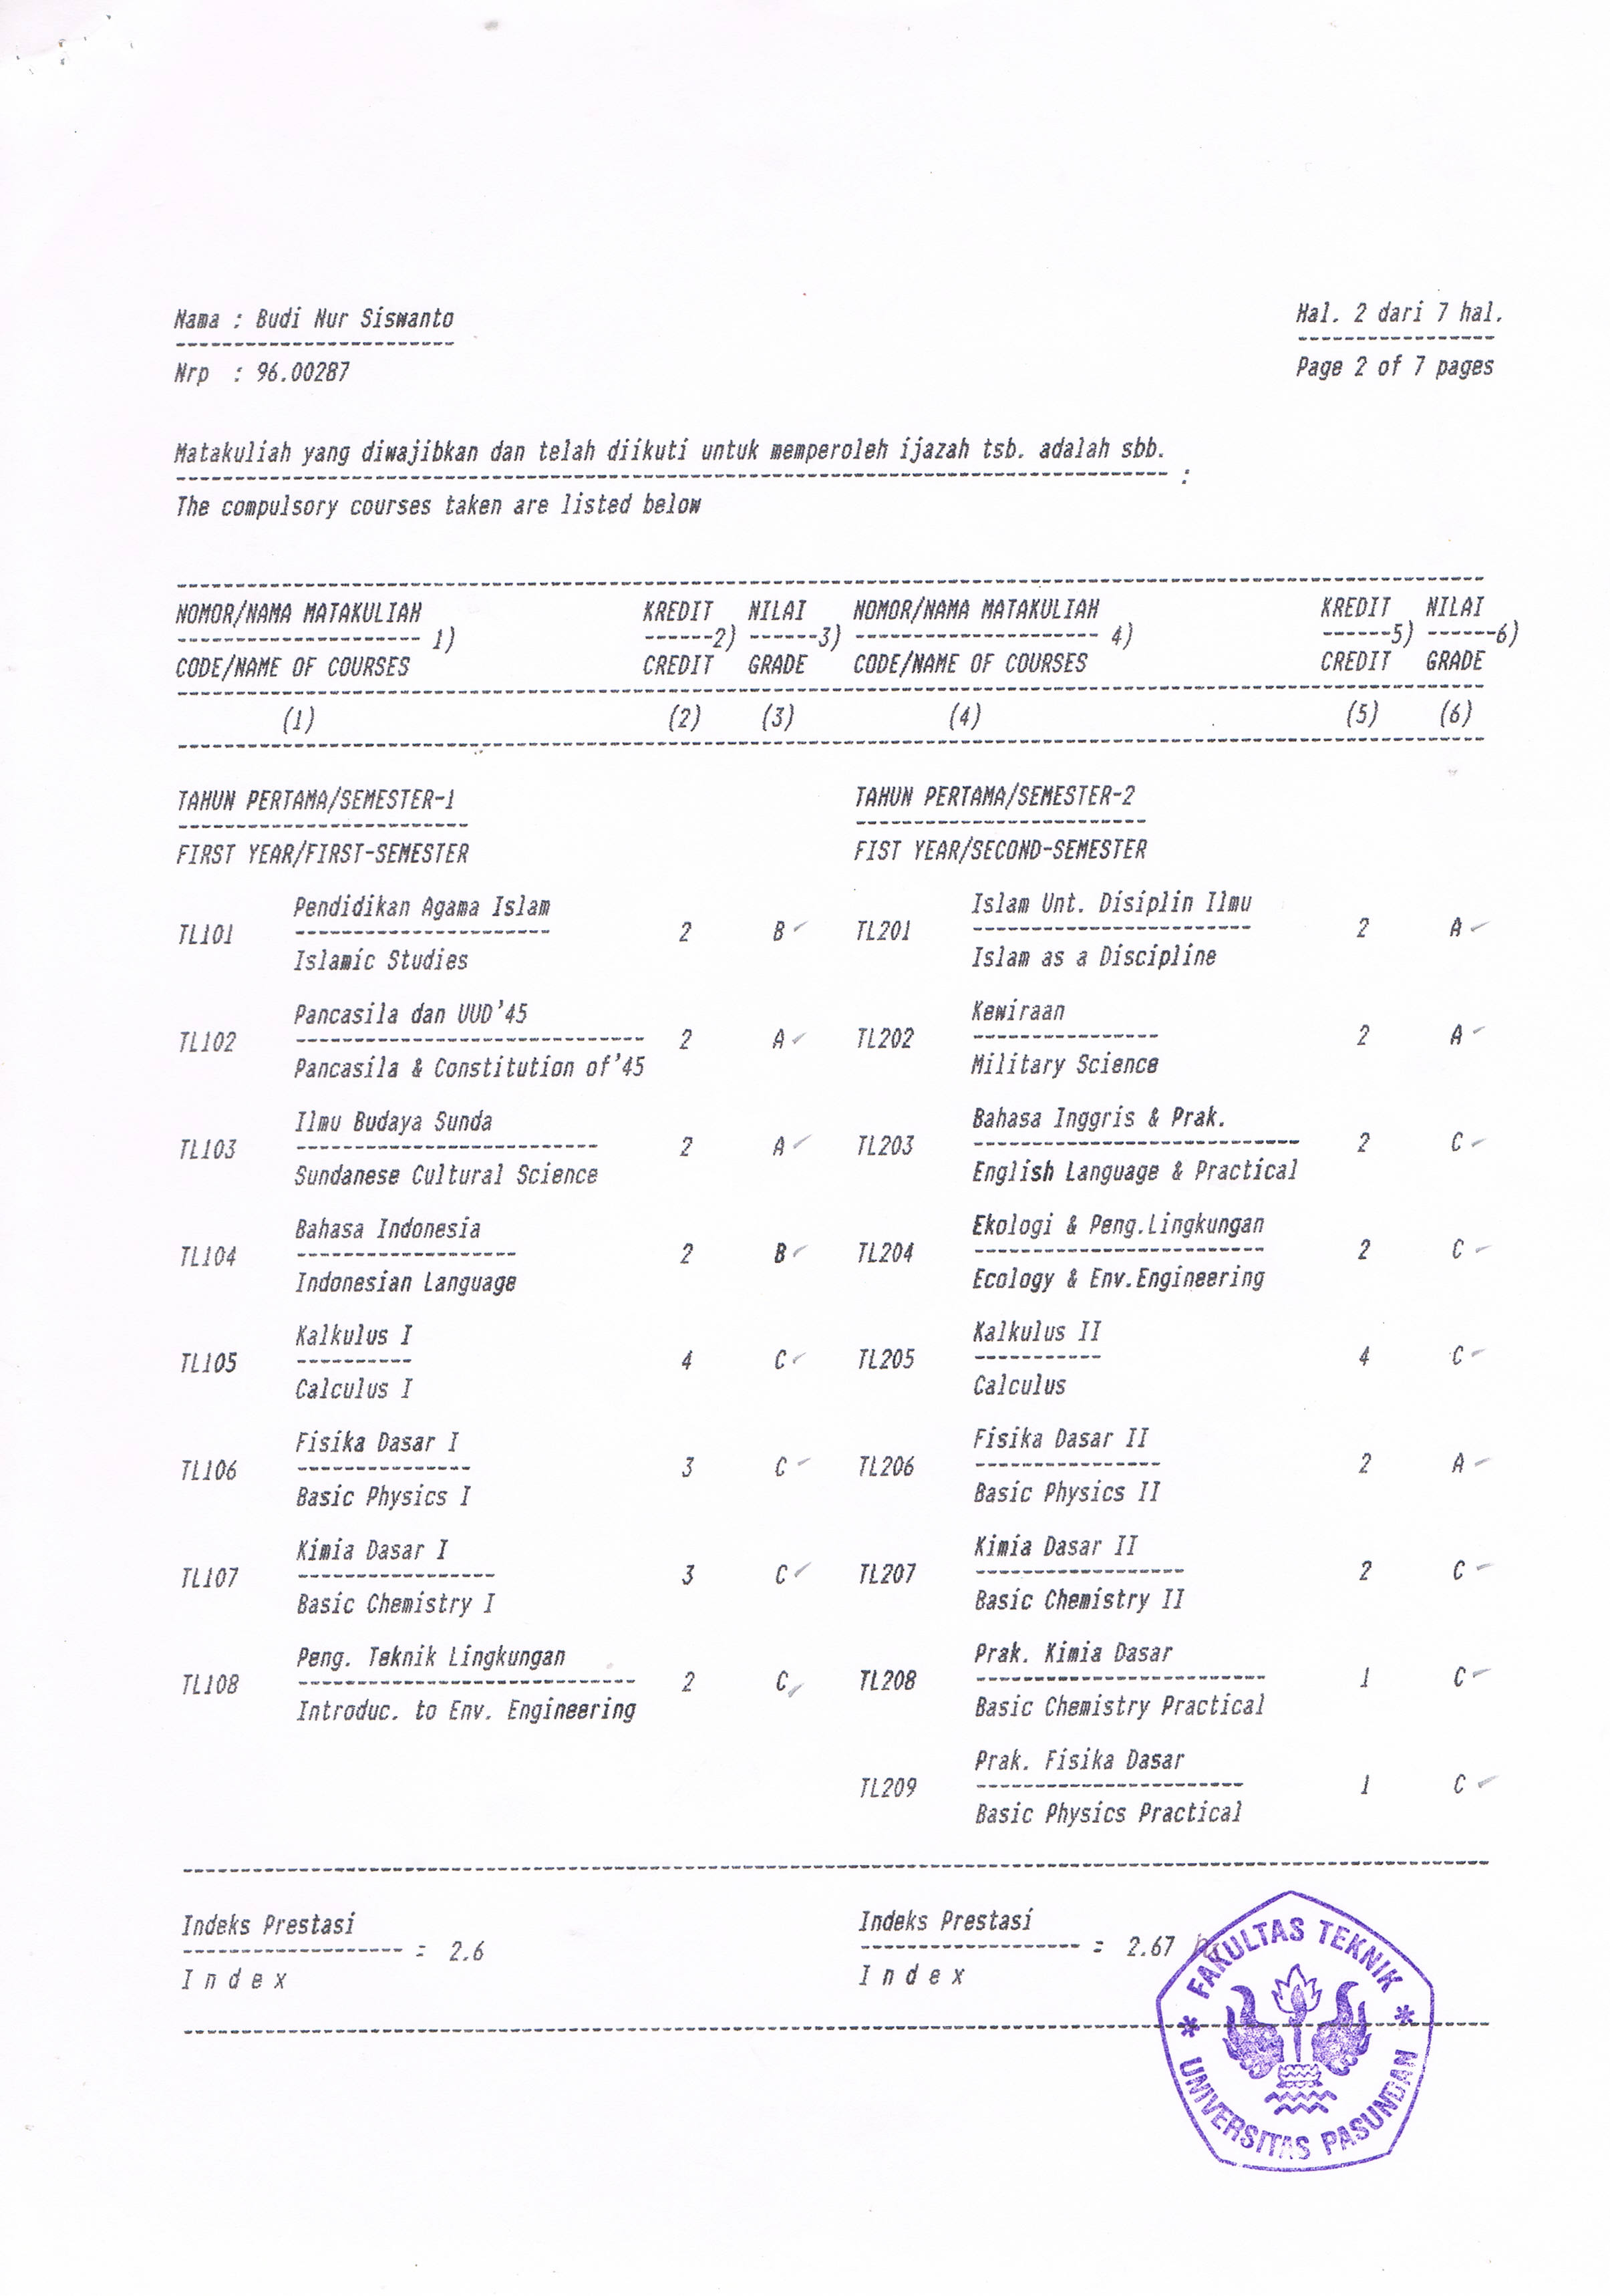 Nama : Budi Nur Siswanto
Hal. 2 dari 7 hal.
Nrp : 96.00287
Page 2 of 7 pages
Matakuliah yang diwajibkan dan telah diikuti untuk memperoleh ijazah tsb. adalah sbb.
:
The compulsory courses taken are listed below
NOMOR/NAMA MATAKULIAH KREDIT NILAI NOMOR/NAMA MATAKULIAH KREDIT NILAI
--------------------- 1) ------2) ------3) --------------------- 4) ------5) ------6)
CODE/NAME OF COURSES CREDIT GRADE CODE/NAME OF COURSES CREDIT GRADE
(1) (2) (3) (4) (5) (6)
TAHUN PERTAMA/SEMESTER-1
FIRST YEAR/FIRST-SEMESTER
Pendidikan Agama Islam
TL101 2 B
Islamic Studies
Pancasila dan UUD'45
TL102 2 A
Pancasila & Constitution of'45
Ilmu Budaya Sunda
TL103 2 A
Sundanese Cultural Science
Bahasa Indonesia
TL104 2 B
Indonesian Language
Kalkulus I
TL105 4 C
Calculus I
Fisika Dasar I
TL106 3 C
Basic Physics I
Kimia Dasar I
TL107 3 C
Basic Chemistry I
Peng. Teknik Lingkungan
TL108 2 C
Introduc. to Env. Engineering
TAHUN PERTAMA/SEMESTER-2
FIST YEAR/SECOND-SEMESTER
Islam Unt. Disiplin Ilmu
TL201 2 A
Islam as a Discipline
Kewiraan
TL202 2 A
Military Science
Bahasa Inggris & Prak.
TL203 2 C
English Language & Practical
Ekologi & Peng.Lingkungan
TL204 2 C
Ecology & Env.Engineering
Kalkulus II
TL205 4 C
Calculus
Fisika Dasar II
TL206 2 A
Basic Physics II
Kimia Dasar II
TL207 2 C
Basic Chemistry II
Prak. Kimia Dasar
TL208 1 C
Basic Chemistry Practical
Prak. Fisika Dasar
TL209 1 C
Basic Physics Practical
Indeks Prestasi
= 2.6
I n d e x
Indeks Prestasi
= 2.67
I n d e x
FAKULTAS TEKNIK
UNIVERSITAS PASUNDAN